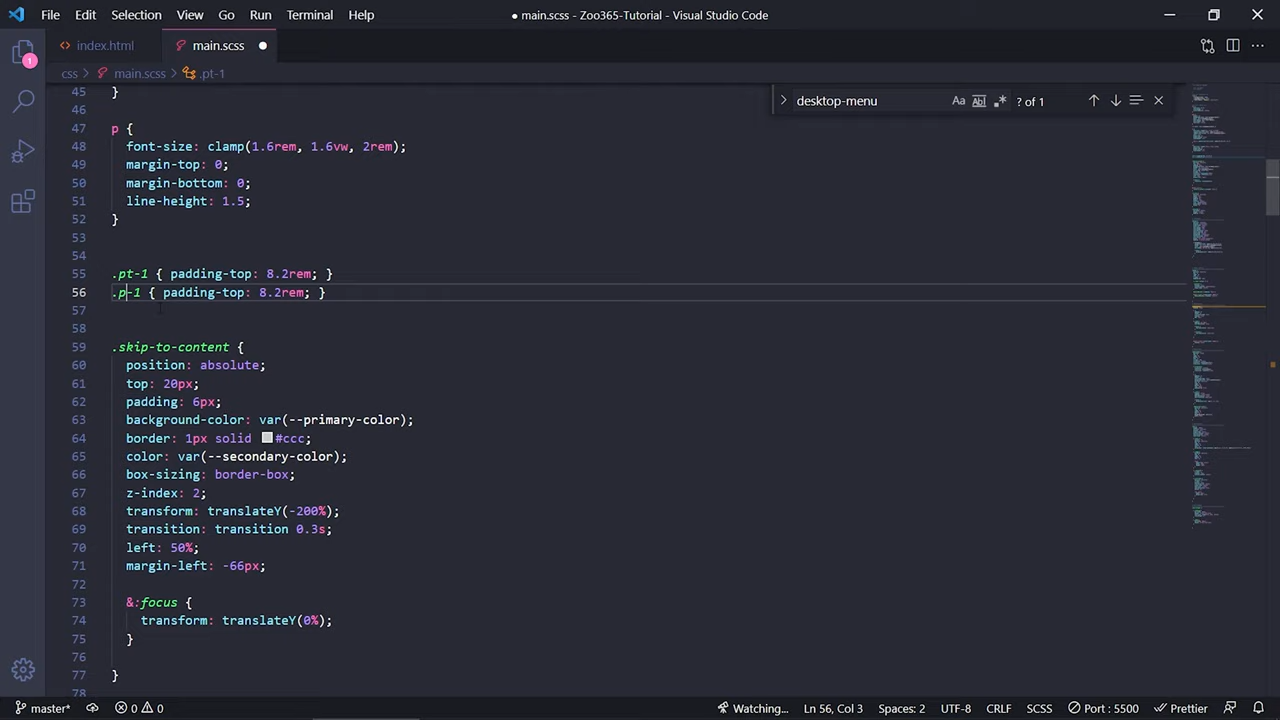 File Edit Selection View Go Run Terminal Help ● main.scss - Zoo365-Tutorial - Visual Studio Code
index.html main.scss ●
css > main.scss > .pt-1
desktop-menu Aa Abl .* ? of 1
1
45 }
46
47 p {
48 font-size: clamp(1.6rem, 1.6vw, 2rem);
49 margin-top: 0;
50 margin-bottom: 0;
51 line-height: 1.5;
52 }
53
54
55 .pt-1 { padding-top: 8.2rem; }
56 .p-1 { padding-top: 8.2rem; }
57
58
59 .skip-to-content {
60 position: absolute;
61 top: 20px;
62 padding: 6px;
63 background-color: var(--primary-color);
64 border: 1px solid #ccc;
65 color: var(--secondary-color);
66 box-sizing: border-box;
67 z-index: 2;
68 transform: translateY(-200%);
69 transition: transition 0.3s;
70 left: 50%;
71 margin-left: -66px;
72
73 &:focus {
74 transform: translateY(0%);
75 }
76
77 }
78
master* 0 0 Watching... Ln 56, Col 3 Spaces: 2 UTF-8 CRLF SCSS Port : 5500 Prettier